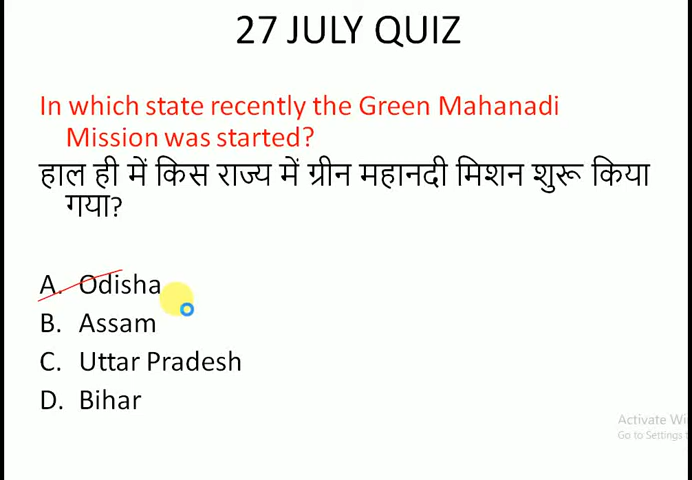 27 JULY QUIZ
In which state recently the Green Mahanadi
Mission was started?
हाल ही में किस राज्य में ग्रीन महानदी मिशन शुरू किया
गया?
A. Odisha
B. Assam
C. Uttar Pradesh
D. Bihar
Activate Wi
Go to Settings